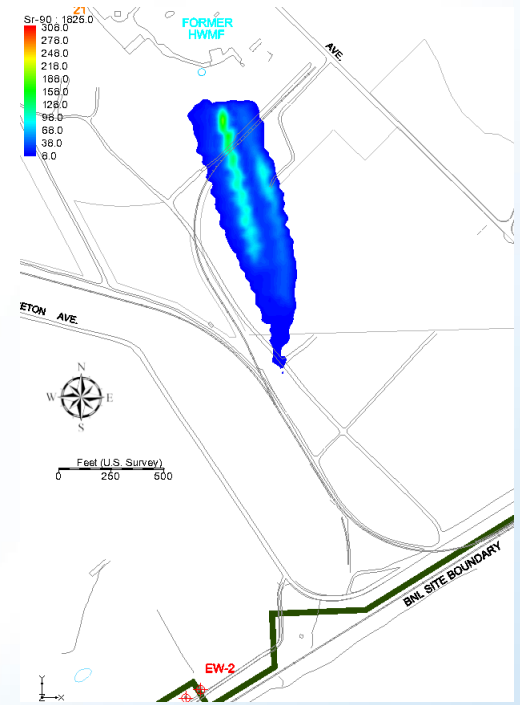 21
Sr-90 : 1825.0
308.0
278.0
248.0
218.0
188.0
158.0
128.0
98.0
68.0
38.0
8.0
FORMER
HWMF
AVE.
ETON AVE.
N
W E
S
Feet (U.S. Survey)
0 250 500
BNL SITE BOUNDARY
EW-2
Y
Z X